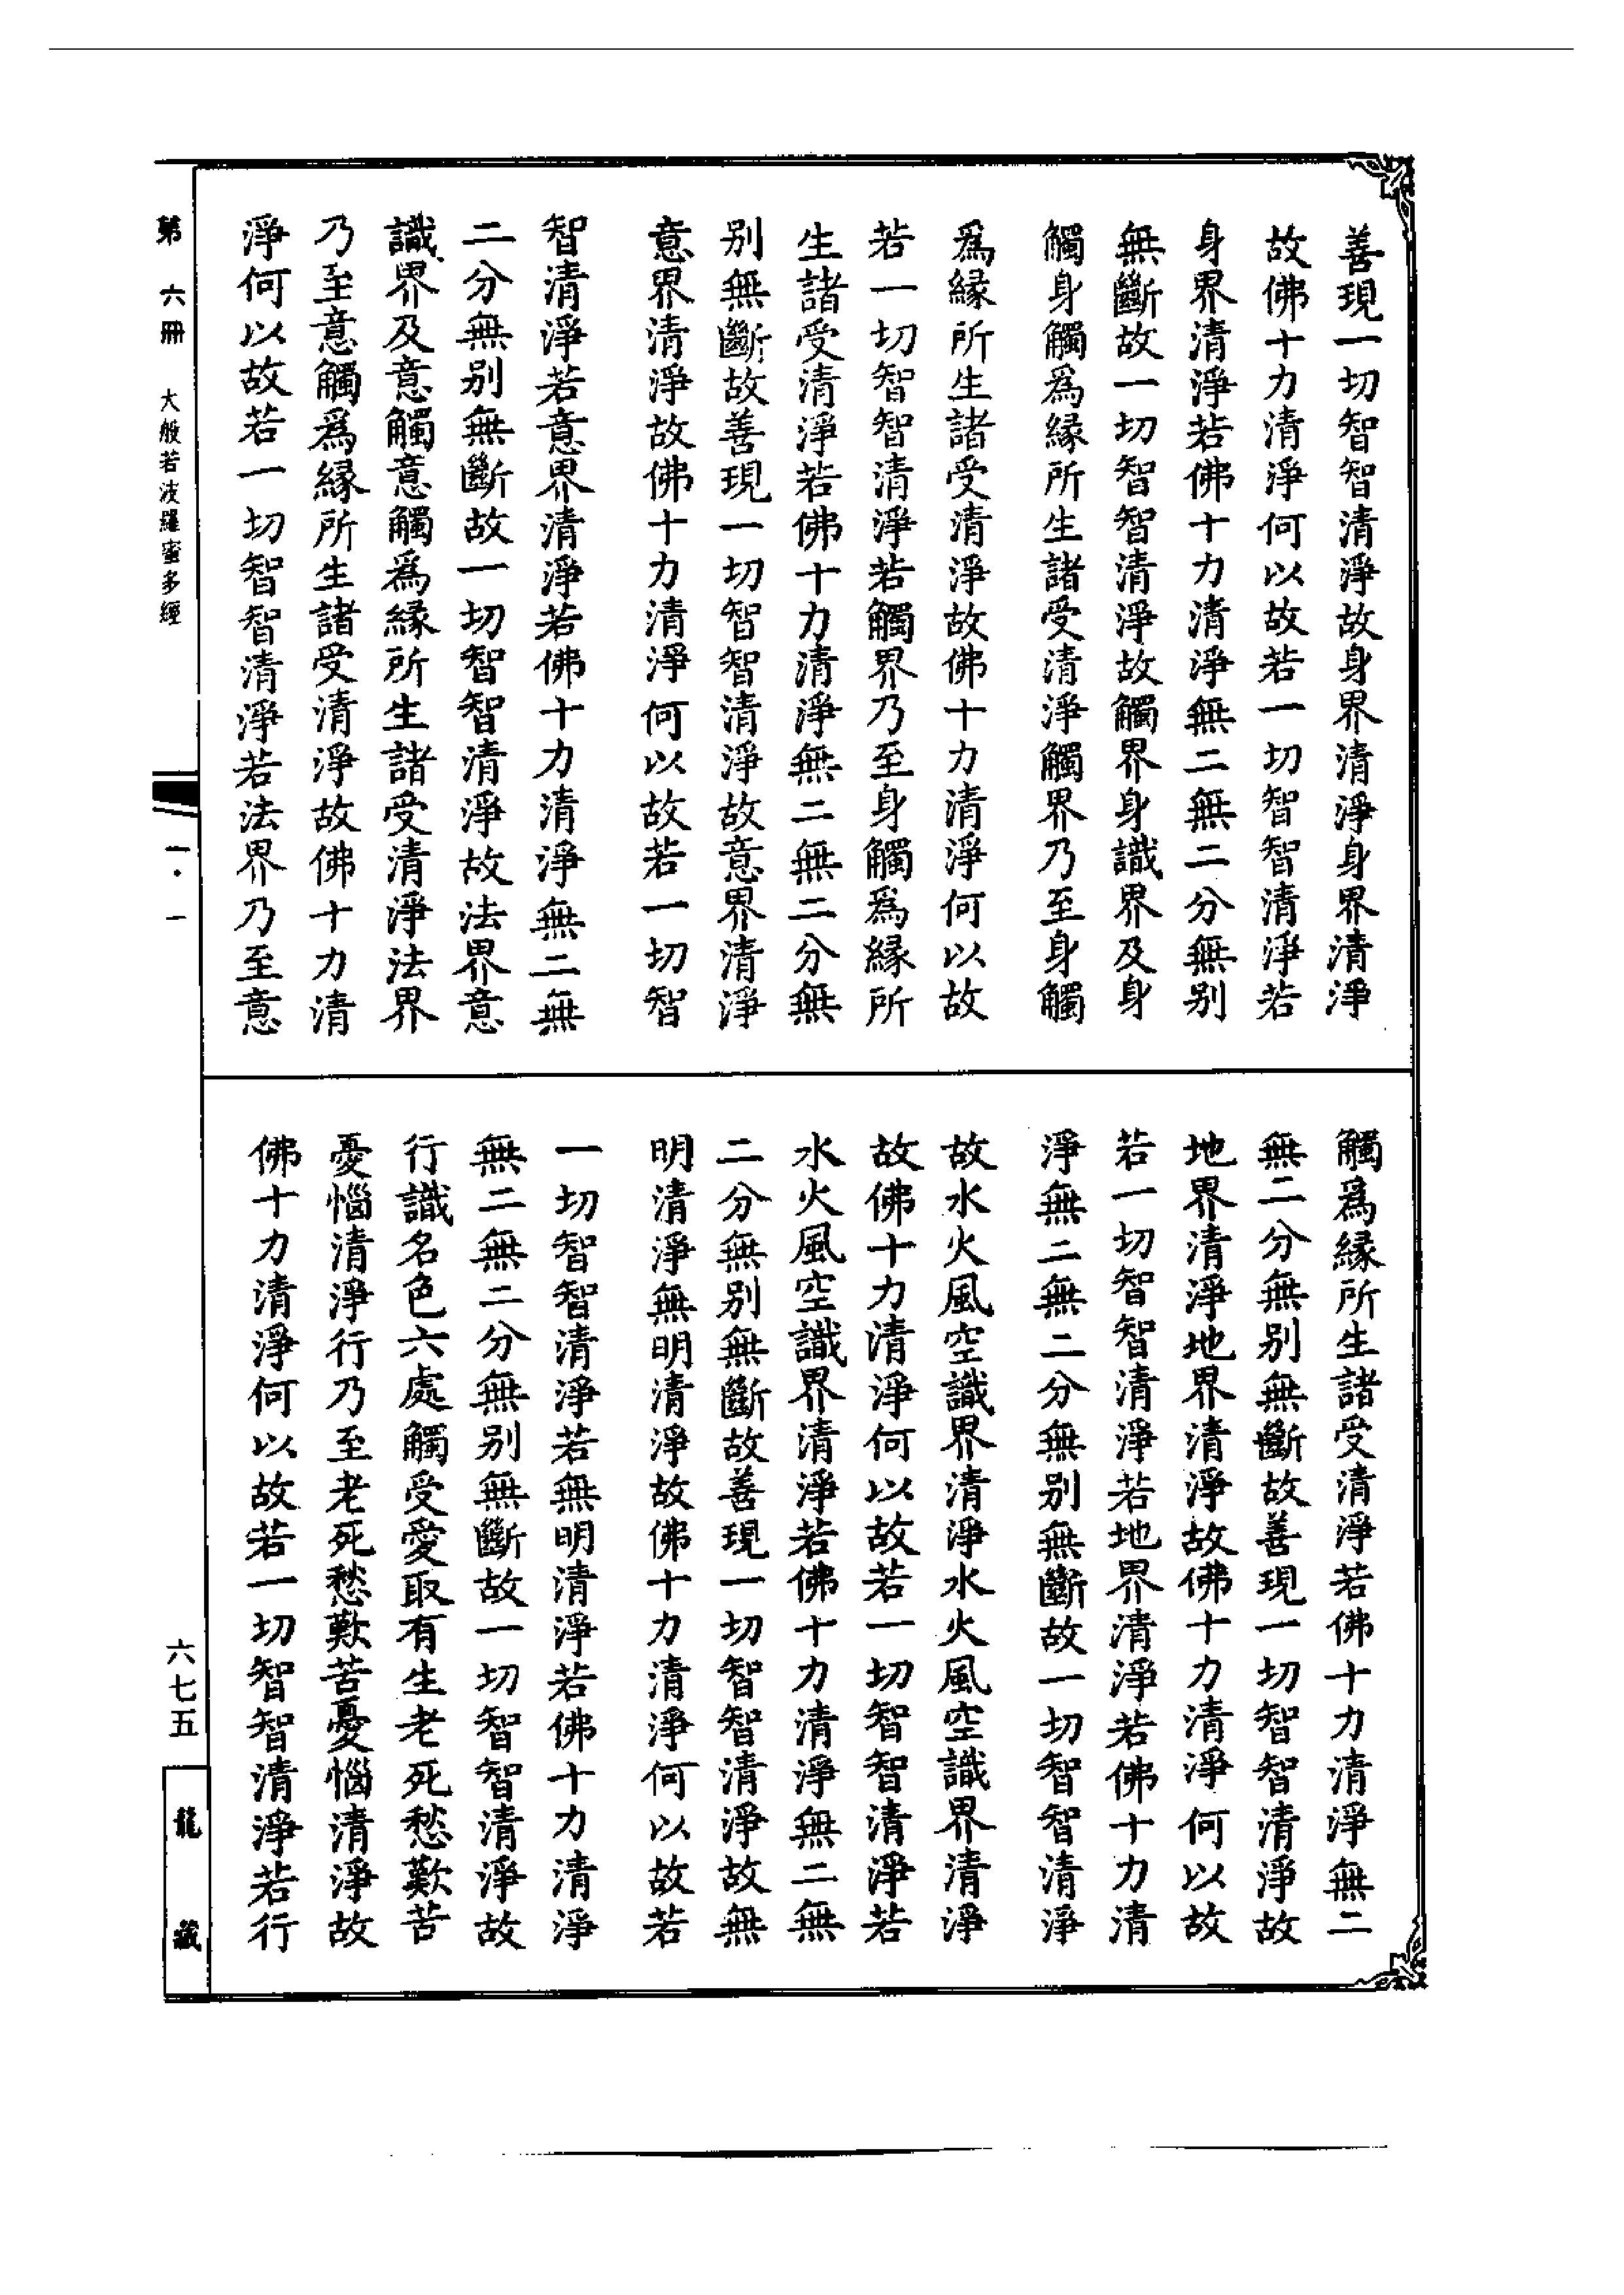 善現一切智智清淨故身界清淨身界清淨
故佛十力清淨何以故若一切智智清淨若
身界清淨若佛十力清淨無二無二分無别
無斷故一切智智清淨故觸界身識界及身
觸身觸爲緣所生諸受清淨觸界乃至身觸
爲緣所生諸受清淨故佛十力清淨何以故
若一切智智清淨若觸界乃至身觸爲緣所
生諸受清淨若佛十力清淨無二無二分無
别無斷故善現一切智智清淨故意界清淨
意界清淨故佛十力清淨何以故若一切智
智清淨若意界清淨若佛十力清淨無二無
二分無别無斷故一切智智清淨故法界意
識界及意觸意觸爲緣所生諸受清淨法界
乃至意觸爲緣所生諸受清淨故佛十力清
淨何以故若一切智智清淨若法界乃至意
觸爲緣所生諸受清淨若佛十力清淨無二
無二分無别無斷故善現一切智智清淨故
地界清淨地界清淨故佛十力清淨何以故
若一切智智清淨若地界清淨若佛十力清
淨無二無二分無别無斷故一切智智清淨
故水火風空識界清淨水火風空識界清淨
故佛十力清淨何以故若一切智智清淨若
水火風空識界清淨若佛十力清淨無二無
二分無别無斷故善現一切智智清淨故無
明清淨無明清淨故佛十力清淨何以故若
一切智智清淨若無明清淨若佛十力清淨
無二無二分無别無斷故一切智智清淨故
行識名色六處觸受愛取有生老死愁歎苦
憂惱清淨行乃至老死愁歎苦憂惱清淨故
佛十力清淨何以故若一切智智清淨若行
第六冊 大般若波羅蜜多經
一·一
六七五
龍藏